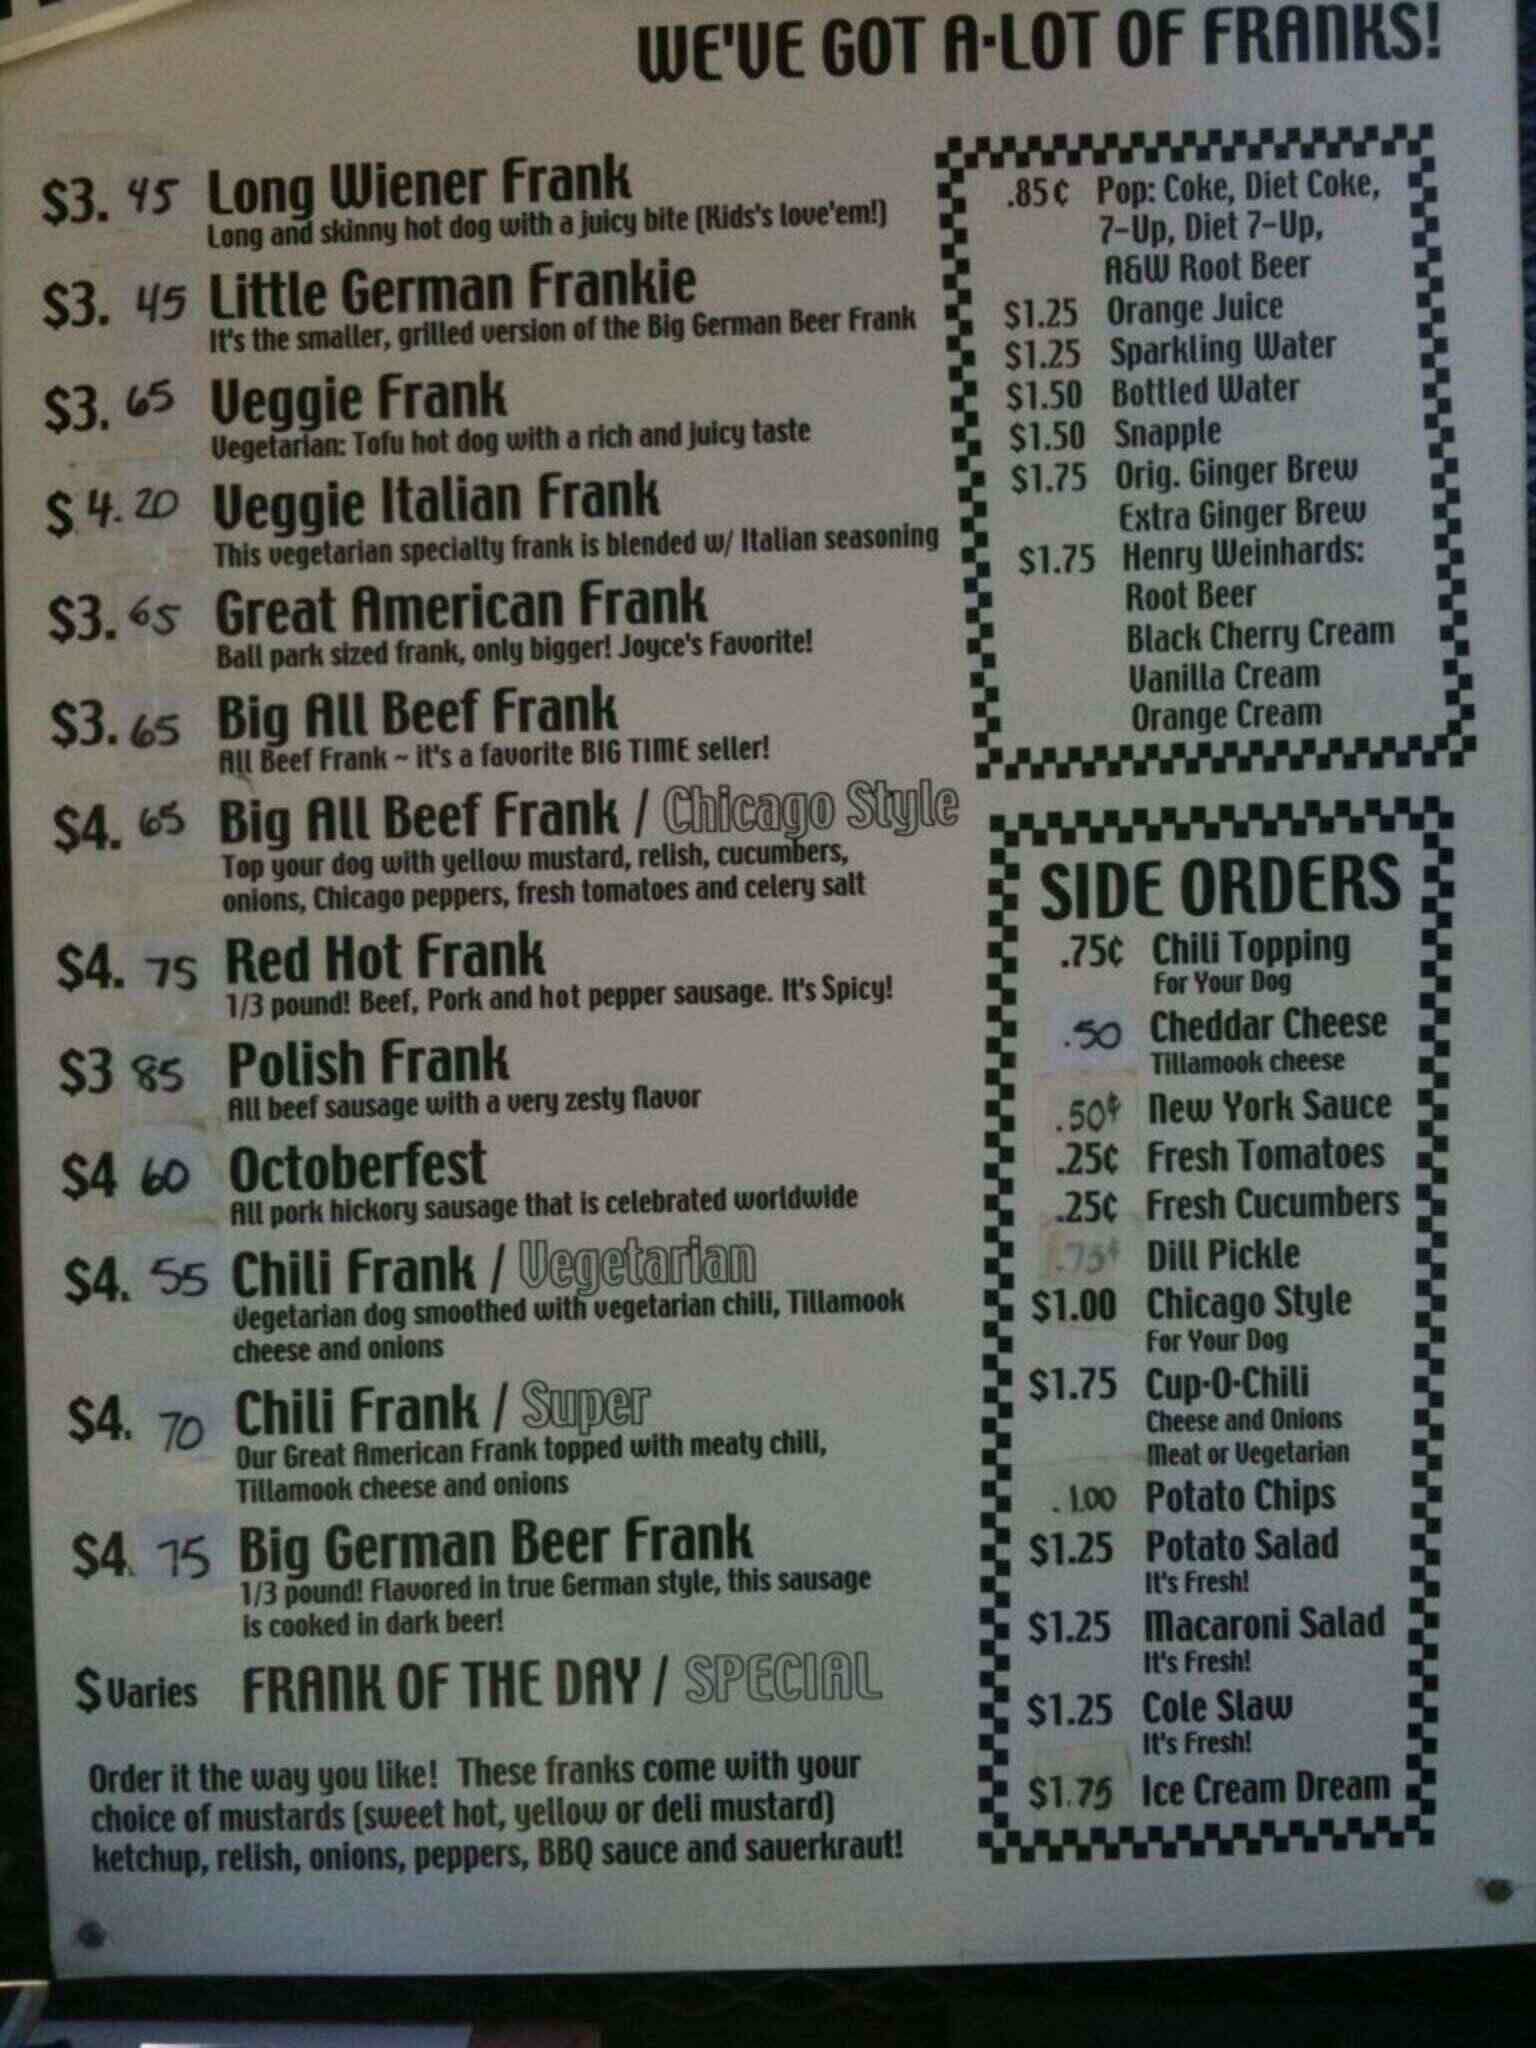 WE'VE GOT A-LOT OF FRANKS!
$3. 45 Long Wiener Frank
Long and skinny hot dog with a juicy bite (Kids's love'em!)
$3. 45 Little German Frankie
It's the smaller, grilled version of the Big German Beer Frank
$3. 65 Veggie Frank
Vegetarian: Tofu hot dog with a rich and juicy taste
$ 4. 20 Veggie Italian Frank
This vegetarian specialty frank is blended w/ Italian seasoning
$3. 65 Great American Frank
Ball park sized frank, only bigger! Joyce's Favorite!
$3. 65 Big All Beef Frank
All Beef Frank ~ it's a favorite BIG TIME seller!
$4. 65 Big All Beef Frank / Chicago Style
Top your dog with yellow mustard, relish, cucumbers,
onions, Chicago peppers, fresh tomatoes and celery salt
$4. 75 Red Hot Frank
1/3 pound! Beef, Pork and hot pepper sausage. It's Spicy!
$3 85 Polish Frank
All beef sausage with a very zesty flavor
$4 60 Octoberfest
All pork hickory sausage that is celebrated worldwide
$4. 55 Chili Frank / Vegetarian
Vegetarian dog smoothed with vegetarian chili, Tillamook
cheese and onions
$4. 70 Chili Frank / Super
Our Great American Frank topped with meaty chili,
Tillamook cheese and onions
$4. 75 Big German Beer Frank
1/3 pound! Flavored in true German style, this sausage
is cooked in dark beer!
$ Varies FRANK OF THE DAY / SPECIAL
Order it the way you like! These franks come with your
choice of mustards (sweet hot, yellow or deli mustard)
ketchup, relish, onions, peppers, BBQ sauce and sauerkraut!
.85¢ Pop: Coke, Diet Coke,
7-Up, Diet 7-Up,
A&W Root Beer
$1.25 Orange Juice
$1.25 Sparkling Water
$1.50 Bottled Water
$1.50 Snapple
$1.75 Orig. Ginger Brew
Extra Ginger Brew
$1.75 Henry Weinhards:
Root Beer
Black Cherry Cream
Vanilla Cream
Orange Cream
SIDE ORDERS
.75¢ Chili Topping
For Your Dog
.50 Cheddar Cheese
Tillamook cheese
.50¢ New York Sauce
.25¢ Fresh Tomatoes
.25¢ Fresh Cucumbers
.75¢ Dill Pickle
$1.00 Chicago Style
For Your Dog
$1.75 Cup-O-Chili
Cheese and Onions
Meat or Vegetarian
. 1.00 Potato Chips
$1.25 Potato Salad
It's Fresh!
$1.25 Macaroni Salad
It's Fresh!
$1.25 Cole Slaw
It's Fresh!
$1.75 Ice Cream Dream